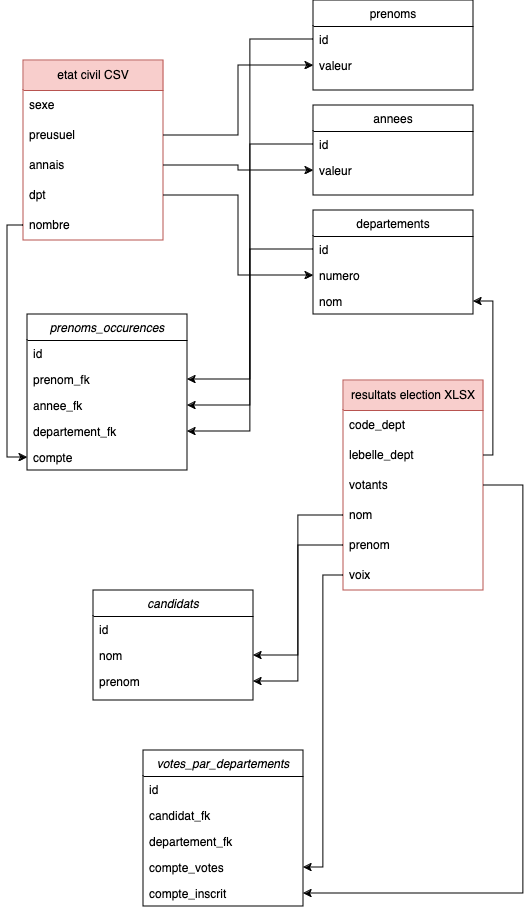 prenoms
id
valeur
etat civil CSV
sexe
preusuel
annais
dpt
nombre
annees
id
valeur
departements
id
numero
nom
prenoms_occurences
id
prenom_fk
annee_fk
departement_fk
compte
resultats election XLSX
code_dept
lebelle_dept
votants
nom
prenom
voix
candidats
id
nom
prenom
votes_par_departements
id
candidat_fk
departement_fk
compte_votes
compte_inscrit